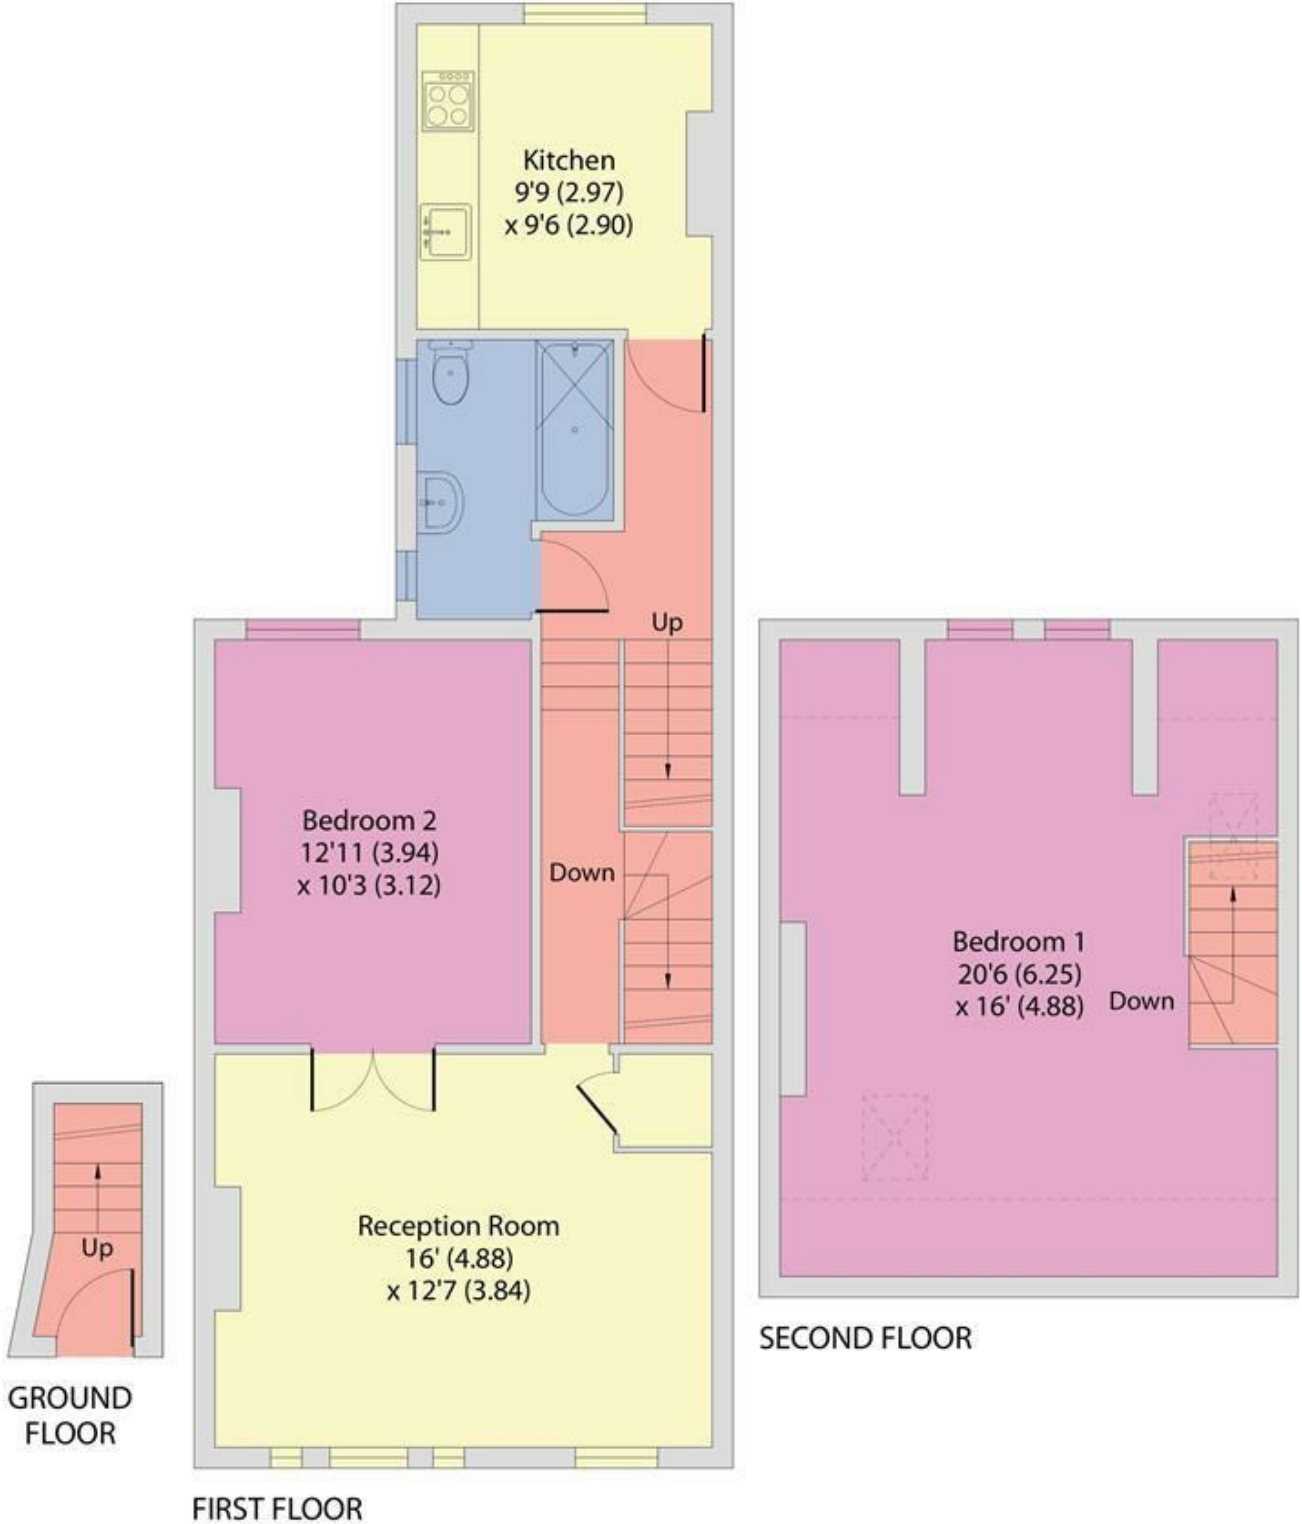 Kitchen
9'9 (2.97)
x 9'6 (2.90)
Up
Bedroom 2
12'11 (3.94)
x 10'3 (3.12)
Down
Reception Room
16' (4.88)
x 12'7 (3.84)
FIRST FLOOR
Up
GROUND
FLOOR
Bedroom 1
20'6 (6.25)
x 16' (4.88)
Down
SECOND FLOOR